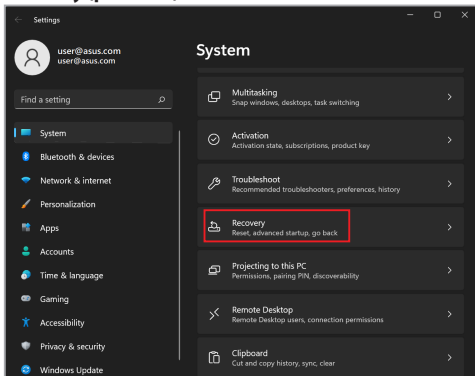 Settings
user@asus.com
user@asus.com
Find a setting
System
Bluetooth & devices
Network & internet
Personalization
Apps
Accounts
Time & language
Gaming
Accessibility
Privacy & security
Windows Update
System
Multitasking
Snap windows, desktops, task switching
Activation
Activation state, subscriptions, product key
Troubleshoot
Recommended troubleshooters, preferences, history
Recovery
Reset, advanced startup, go back
Projecting to this PC
Permissions, pairing PIN, discoverability
Remote Desktop
Remote Desktop users, connection permissions
Clipboard
Cut and copy history, sync, clear